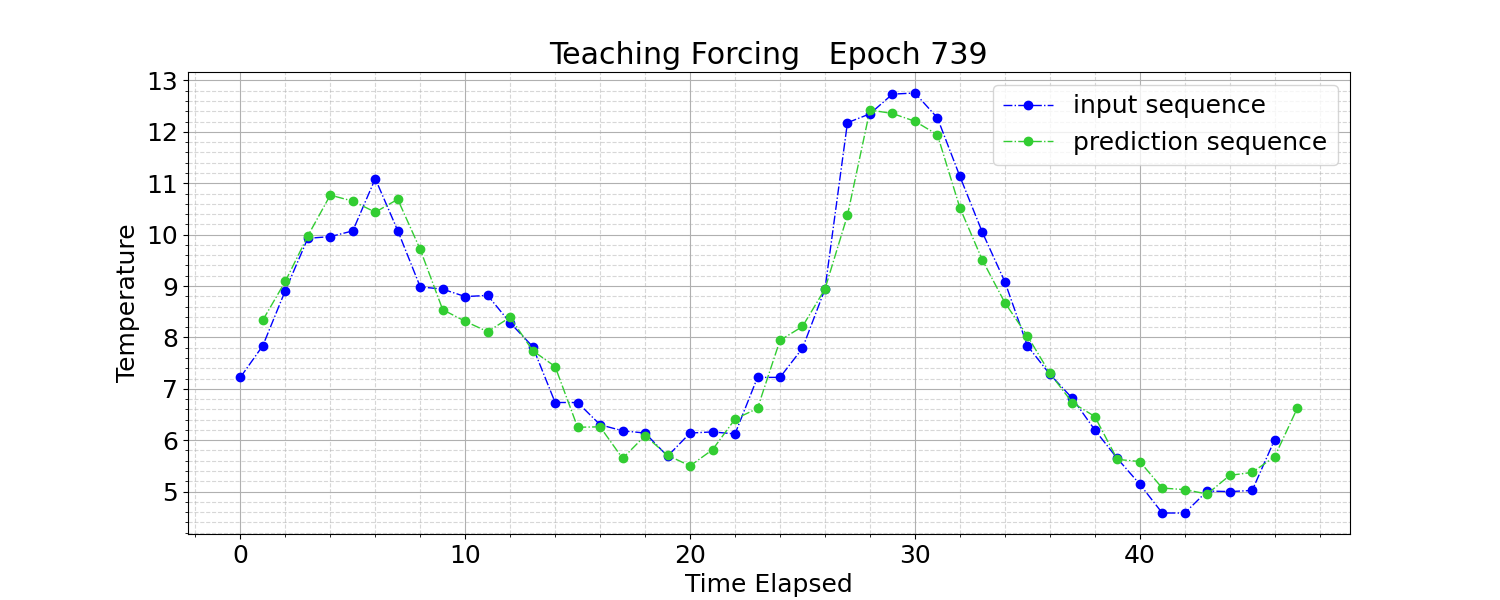 Teaching Forcing   Epoch 739
13
12
11
10
9
8
7
6
5
Temperature
input sequence
prediction sequence
0 10 20 30 40
Time Elapsed